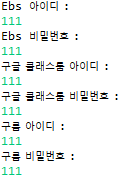 Ebs 아이디 :
111
Ebs 비밀번호 :
111
구글 클래스룸 아이디 :
111
구글 클래스룸 비밀번호 :
111
구름 아이디 :
111
구름 비밀번호 :
111